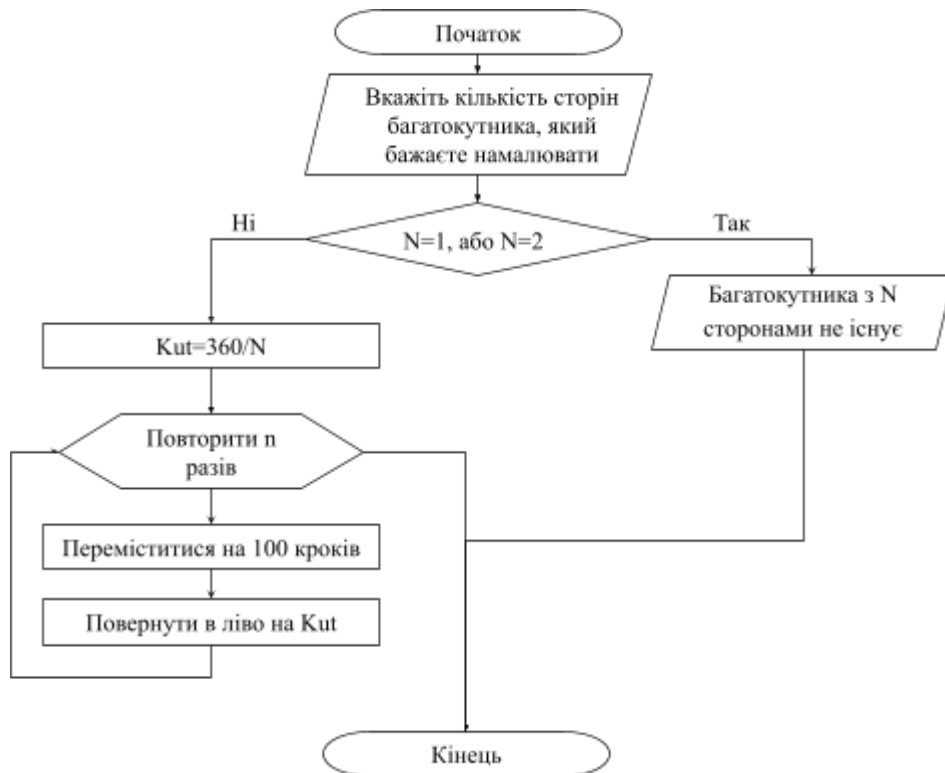 Початок
Вкажіть кількість сторін
багатокутника, який
бажаєте намалювати
Ні
N=1, або N=2
Так
Багатокутника з N
сторонами не існує
Kut=360/N
Повторити n
разів
Переміститися на 100 кроків
Повернути в ліво на Kut
Кінець